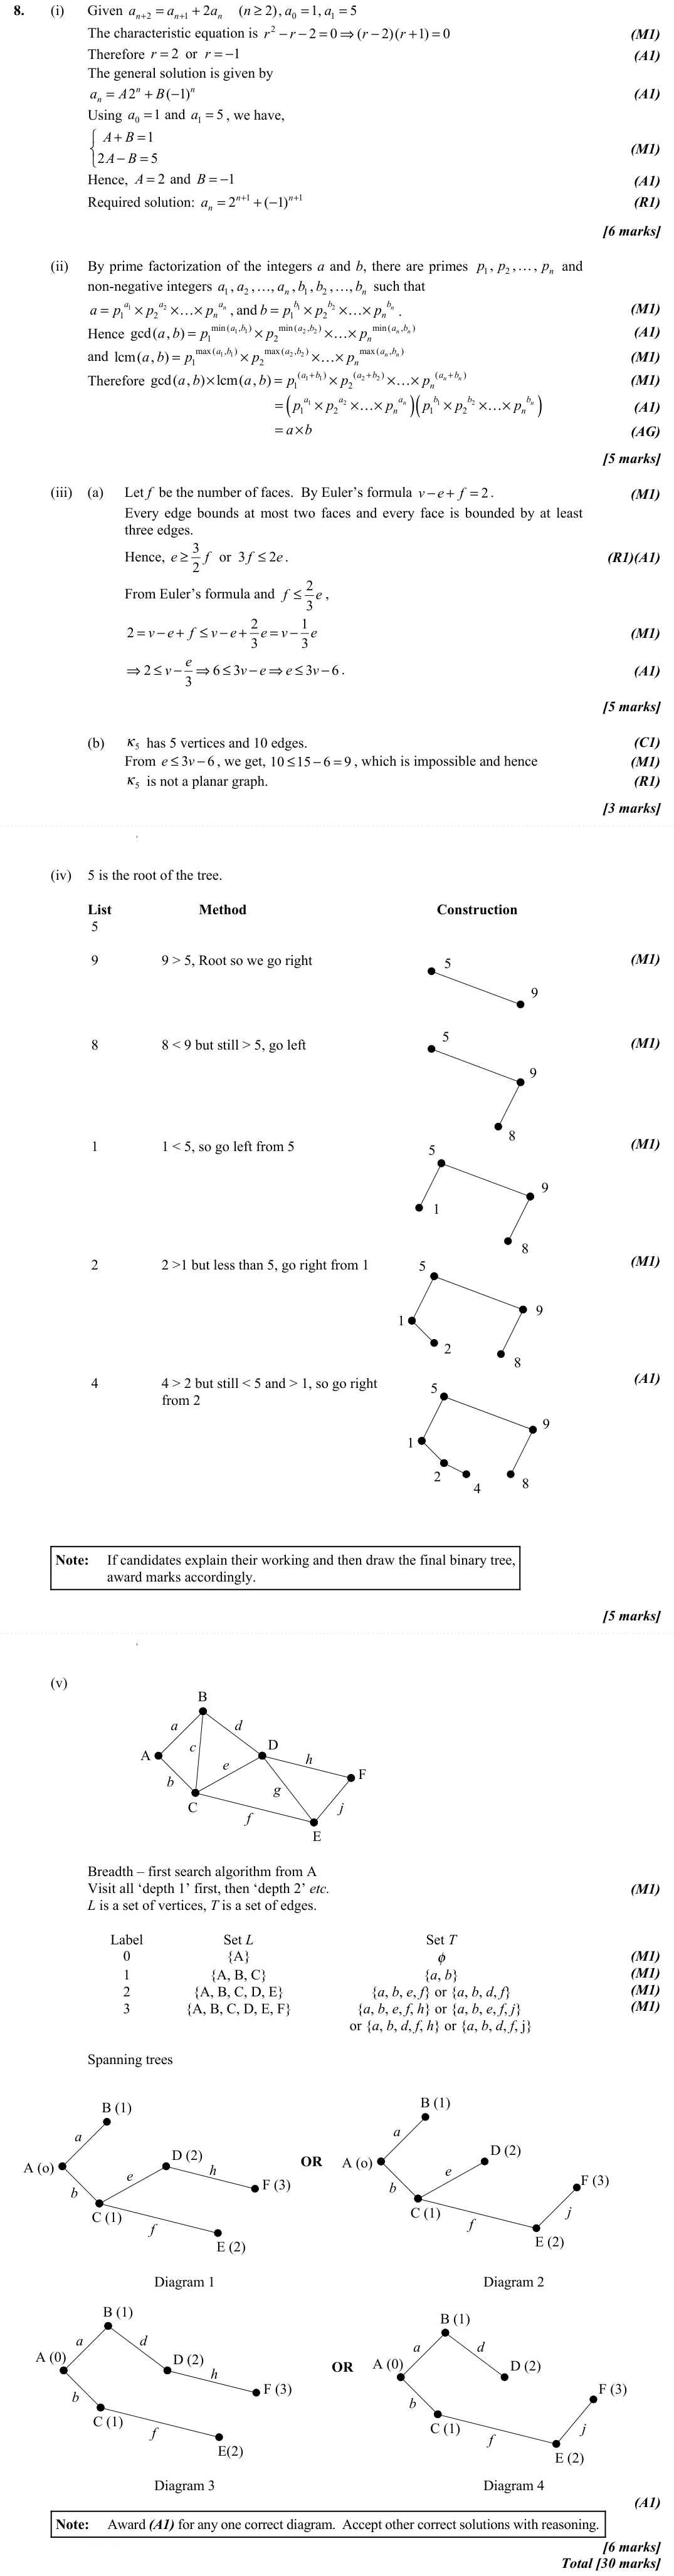 8. (i) Given a_{n+2} = a_{n+1} + 2a_n (n ≥ 2), a_0 = 1, a_1 = 5
The characteristic equation is r² − r − 2 = 0 ⇒ (r − 2)(r + 1) = 0 (M1)
Therefore r = 2 or r = −1 (A1)
The general solution is given by
a_n = A2^n + B(−1)^n (A1)
Using a_0 = 1 and a_1 = 5, we have,
{ A + B = 1
2A − B = 5 (M1)
Hence, A = 2 and B = −1 (A1)
Required solution: a_n = 2^{n+1} + (−1)^{n+1} (R1)
[6 marks]
(ii) By prime factorization of the integers a and b, there are primes p_1, p_2, ..., p_n and
non-negative integers a_1, a_2, ..., a_n, b_1, b_2, ..., b_n such that
a = p_1^{a_1} × p_2^{a_2} × ... × p_n^{a_n}, and b = p_1^{b_1} × p_2^{b_2} × ... × p_n^{b_n}. (M1)
Hence gcd(a, b) = p_1^{min(a_1, b_1)} × p_2^{min(a_2, b_2)} × ... × p_n^{min(a_n, b_n)} (A1)
and lcm(a, b) = p_1^{max(a_1, b_1)} × p_2^{max(a_2, b_2)} × ... × p_n^{max(a_n, b_n)} (M1)
Therefore gcd(a, b) × lcm(a, b) = p_1^{(a_1 + b_1)} × p_2^{(a_2 + b_2)} × ... × p_n^{(a_n + b_n)} (M1)
= (p_1^{a_1} × p_2^{a_2} × ... × p_n^{a_n})(p_1^{b_1} × p_2^{b_2} × ... × p_n^{b_n}) (A1)
= a × b (AG)
[5 marks]
(iii) (a) Let f be the number of faces. By Euler's formula v − e + f = 2. (M1)
Every edge bounds at most two faces and every face is bounded by at least
three edges.
Hence, e ≥ 3/2 f or 3f ≤ 2e. (R1)(A1)
From Euler's formula and f ≤ 2/3 e,
2 = v − e + f ≤ v − e + 2/3 e = v − 1/3 e (M1)
⇒ 2 ≤ v − e/3 ⇒ 6 ≤ 3v − e ⇒ e ≤ 3v − 6. (A1)
[5 marks]
(b) κ_5 has 5 vertices and 10 edges. (C1)
From e ≤ 3v − 6, we get, 10 ≤ 15 − 6 = 9, which is impossible and hence (M1)
κ_5 is not a planar graph. (R1)
[3 marks]
(iv) 5 is the root of the tree.
List Method Construction
5
9 9 > 5, Root so we go right (M1)
5
9
8 8 < 9 but still > 5, go left (M1)
5
9
8
1 1 < 5, so go left from 5 (M1)
5
9
1
8
2 2 >1 but less than 5, go right from 1 (M1)
5
9
1
2
8
4 4 > 2 but still < 5 and > 1, so go right (A1)
from 2
5
9
1
2
4
8
Note: If candidates explain their working and then draw the final binary tree,
award marks accordingly.
[5 marks]
(v)
B
a d
D
A c h
e F
b
g
C j
f
E
Breadth – first search algorithm from A
Visit all 'depth 1' first, then 'depth 2' etc. (M1)
L is a set of vertices, T is a set of edges.
Label Set L Set T
0 {A} ϕ (M1)
1 {A, B, C} {a, b} (M1)
2 {A, B, C, D, E} {a, b, e, f} or {a, b, d, f} (M1)
3 {A, B, C, D, E, F} {a, b, e, f, h} or {a, b, e, f, j} (M1)
or {a, b, d, f, h} or {a, b, d, f, j}
Spanning trees
B (1)
a
D (2)
A (o)
e h
b F (3)
C (1)
f
E (2)
Diagram 1
OR
B (1)
a
D (2)
A (o)
e
F (3)
b
C (1) j
f
E (2)
Diagram 2
B (1)
a d
A (0) D (2)
h
b F (3)
C (1)
f
E(2)
Diagram 3
OR
B (1)
a d
A (0) D (2)
F (3)
b
C (1) j
f
E (2)
Diagram 4
(A1)
Note: Award (A1) for any one correct diagram. Accept other correct solutions with reasoning.
[6 marks]
Total [30 marks]